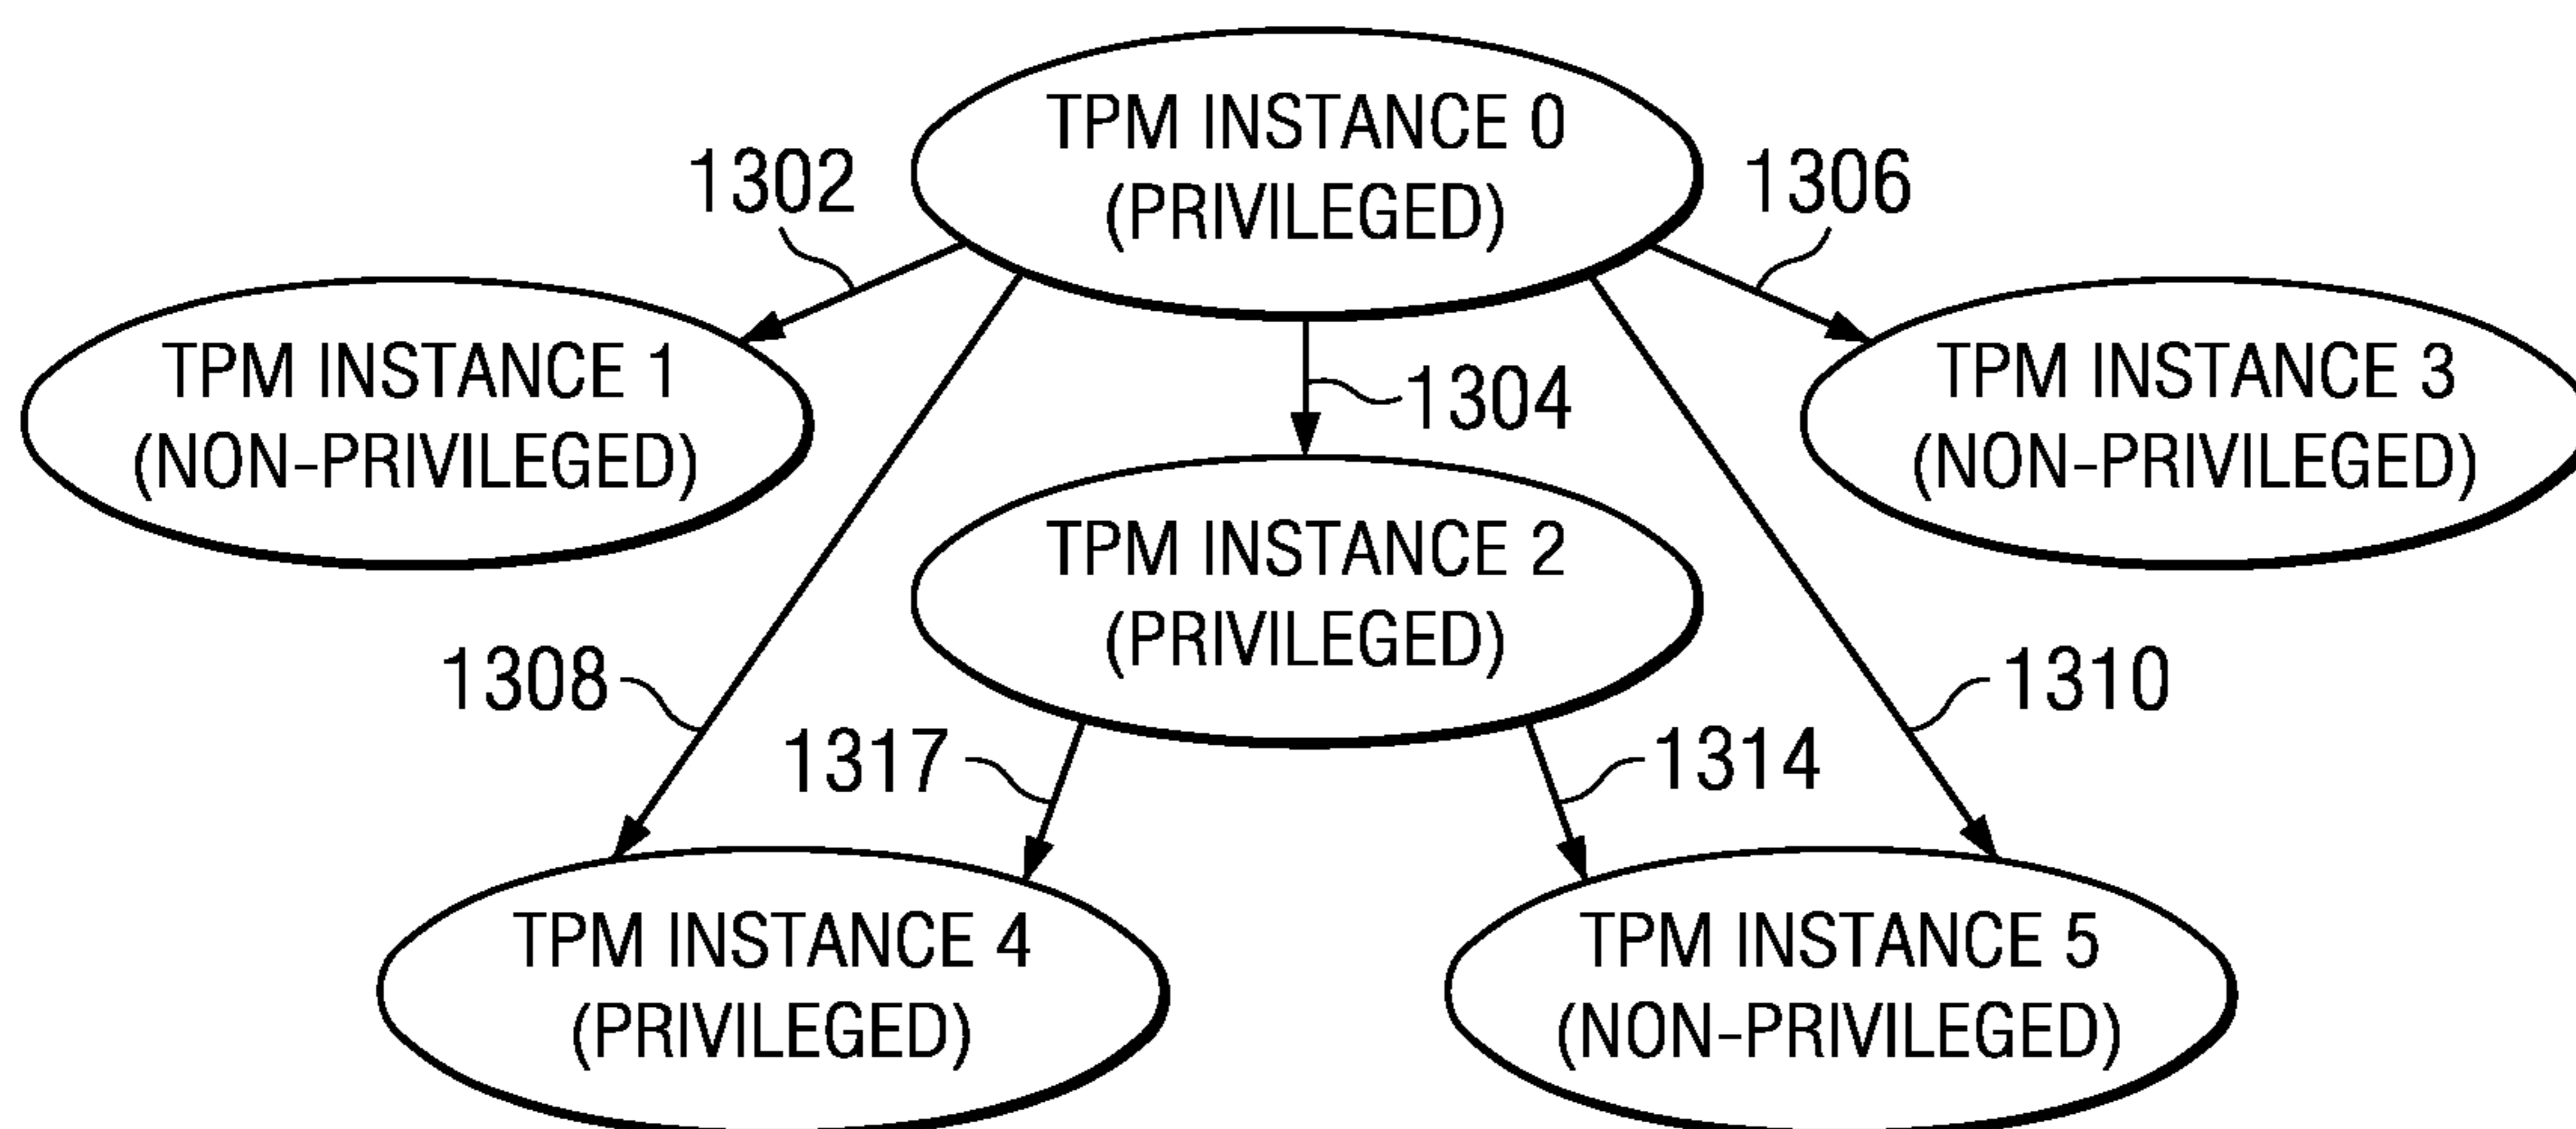 TPM INSTANCE 0
(PRIVILEGED)
1302
1306
TPM INSTANCE 1
(NON-PRIVILEGED)
1304
TPM INSTANCE 3
(NON-PRIVILEGED)
TPM INSTANCE 2
(PRIVILEGED)
1308
1310
1317
1314
TPM INSTANCE 4
(PRIVILEGED)
TPM INSTANCE 5
(NON-PRIVILEGED)